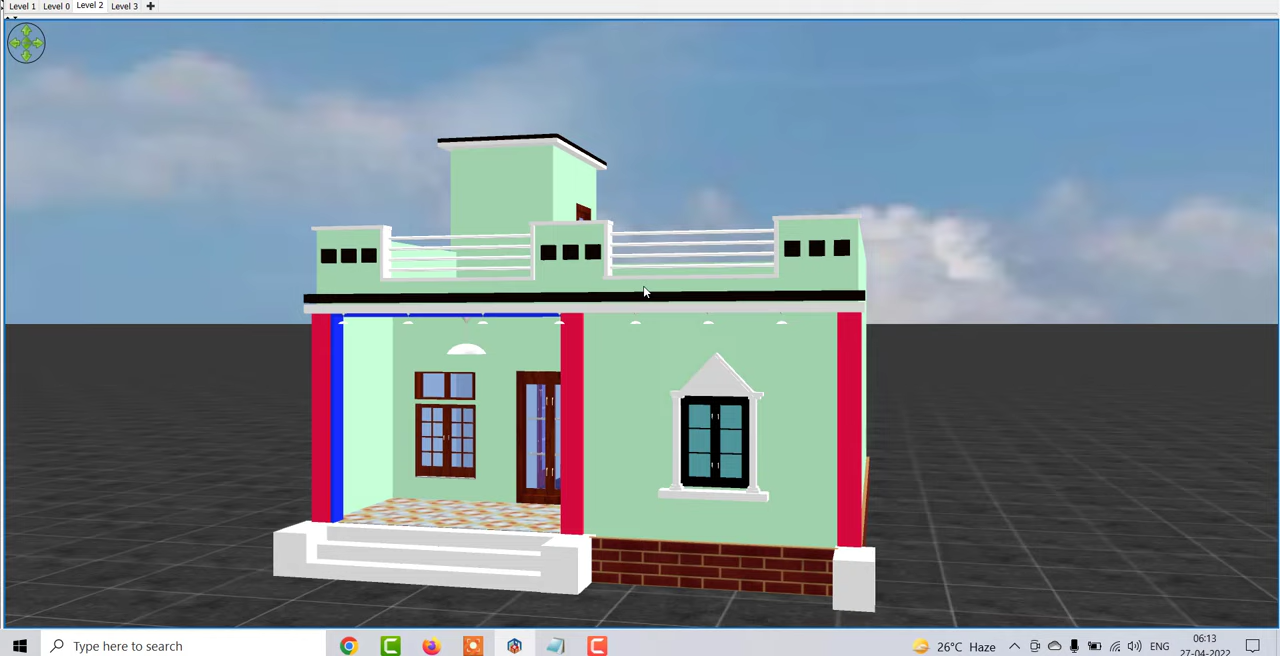 Level 1 Level 0 Level 2 Level 3
Type here to search
26°C Haze
ENG
06:13
27-04-2022